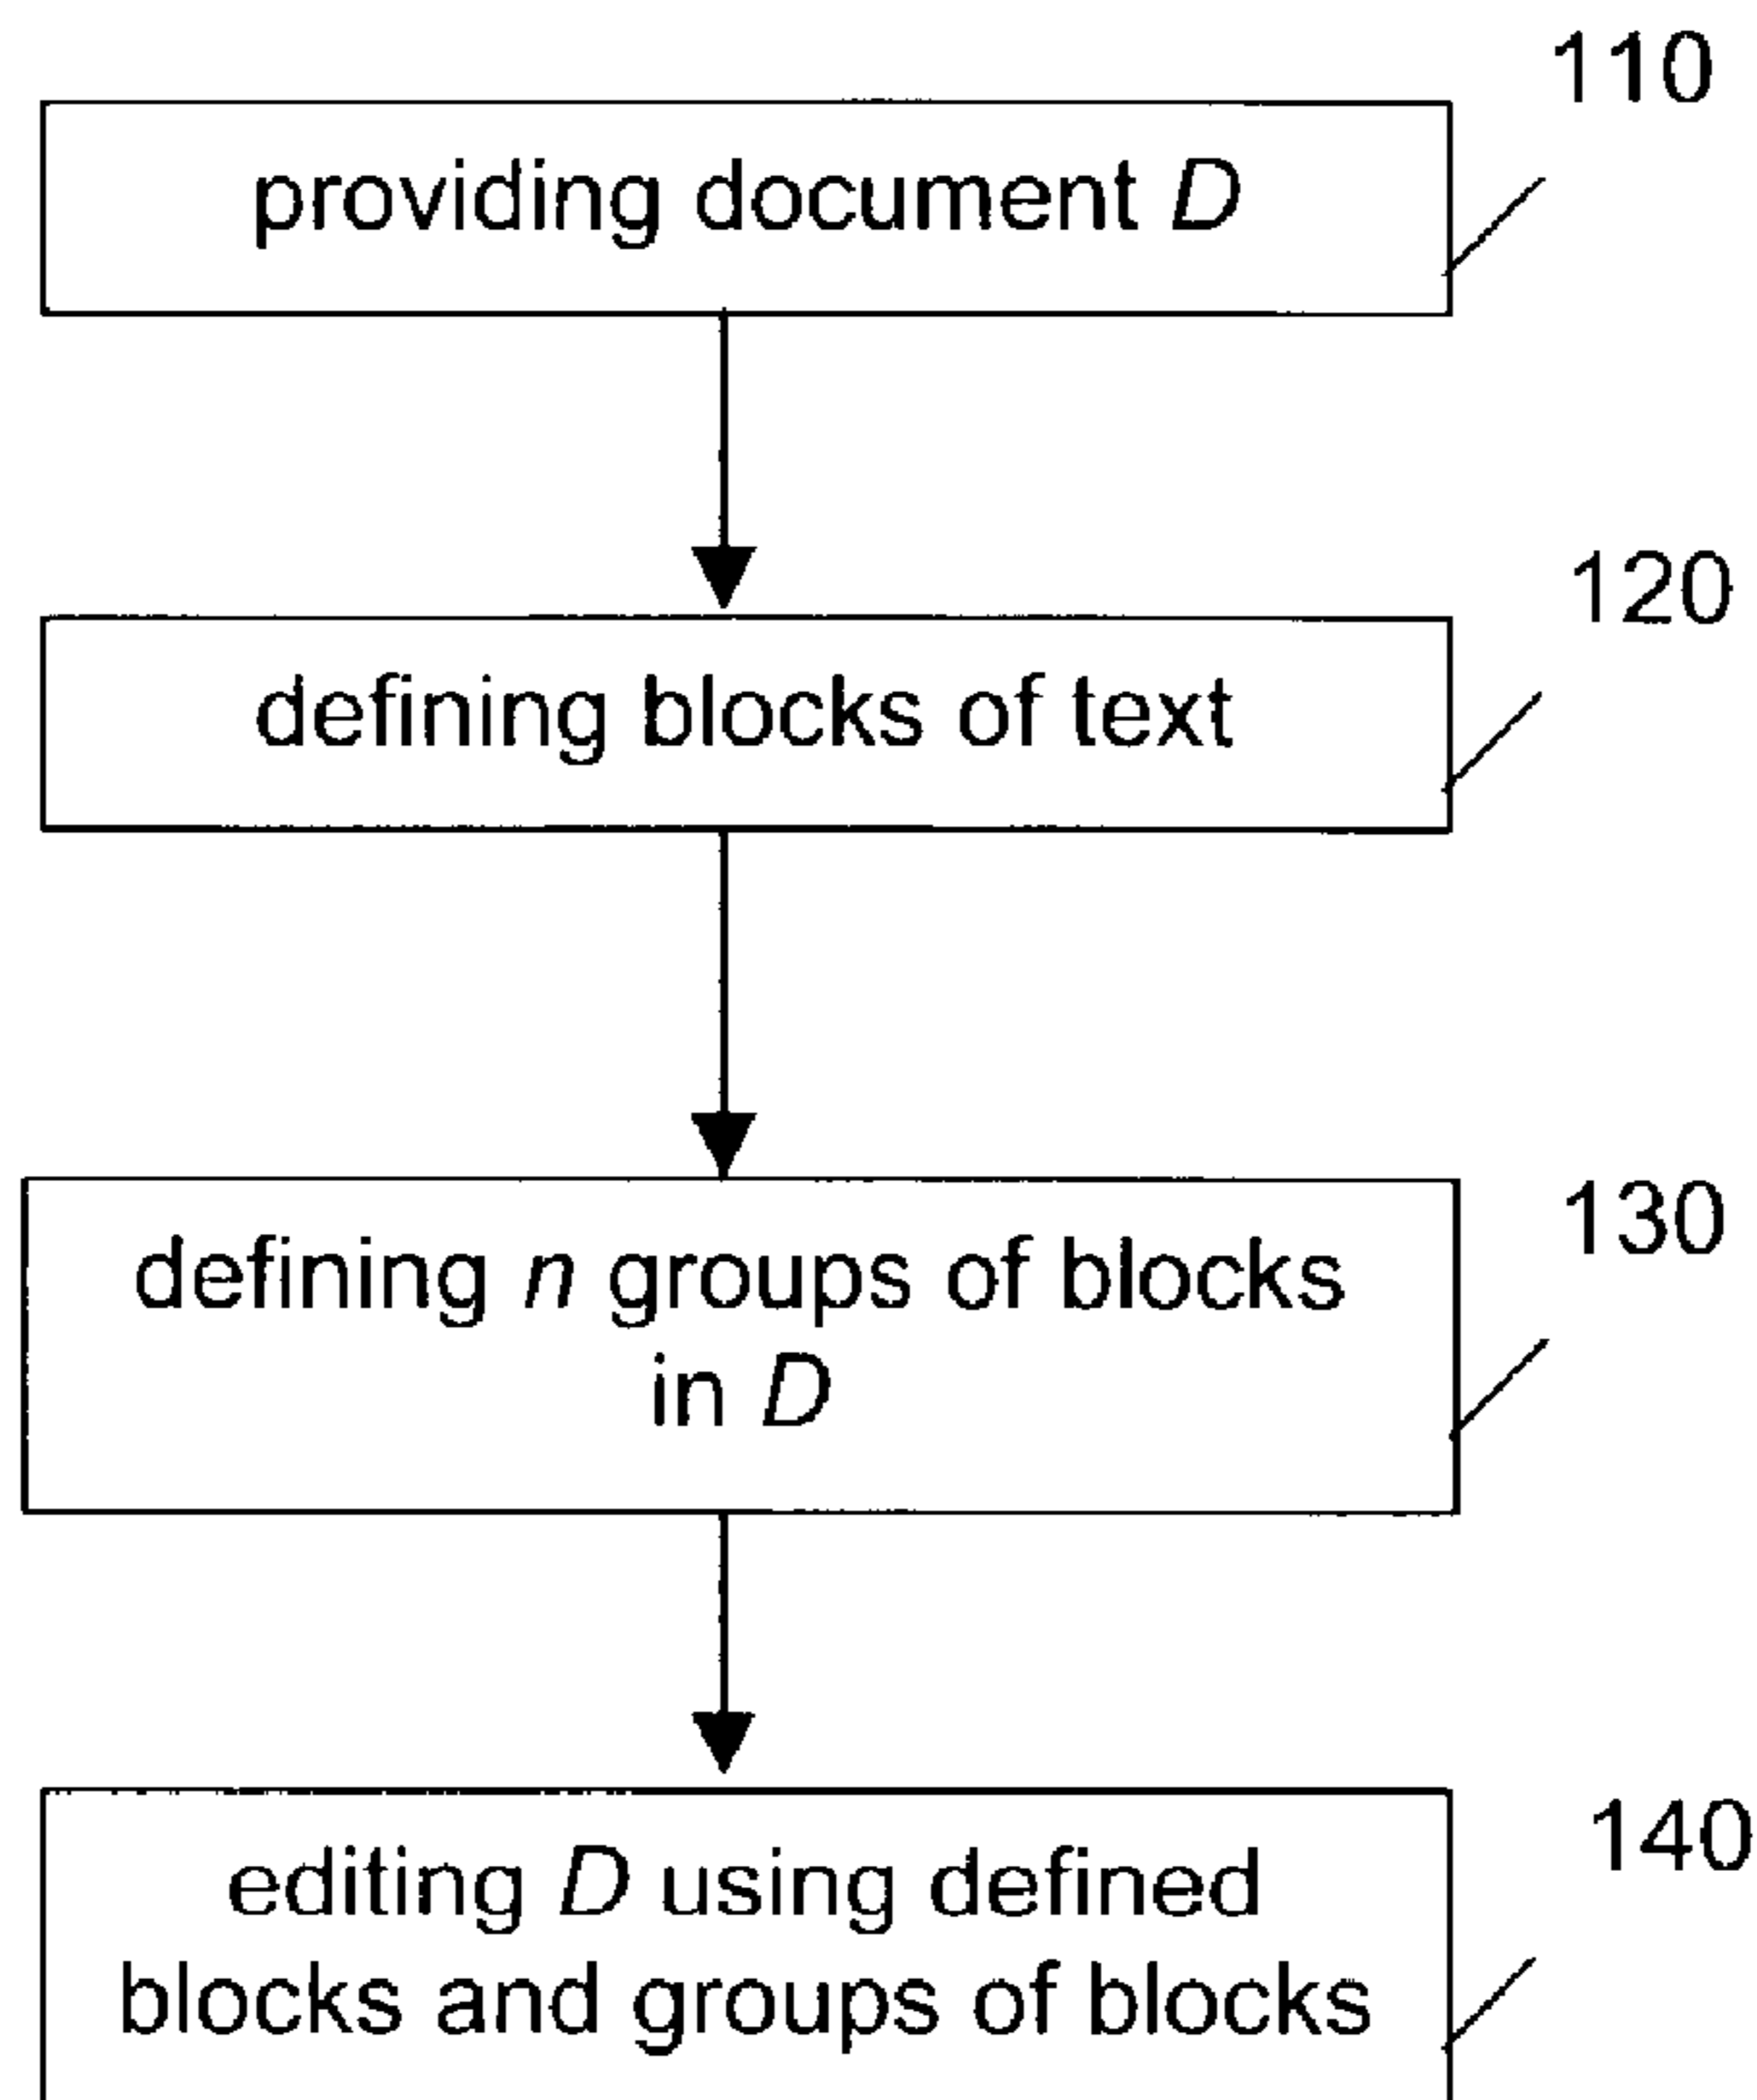 110
providing document D
120
defining blocks of text
130
defining n groups of blocks
in D
140
editing D using defined
blocks and groups of blocks